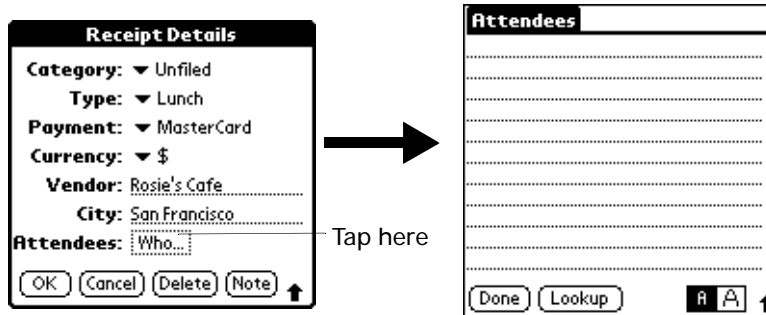 Receipt Details
Category: Unfiled
Type: Lunch
Payment: MasterCard
Currency: $
Vendor: Rosie's Cafe
City: San Francisco
Attendees: Who...
OK Cancel Delete Note
Tap here
Attendees
Done Lookup A A